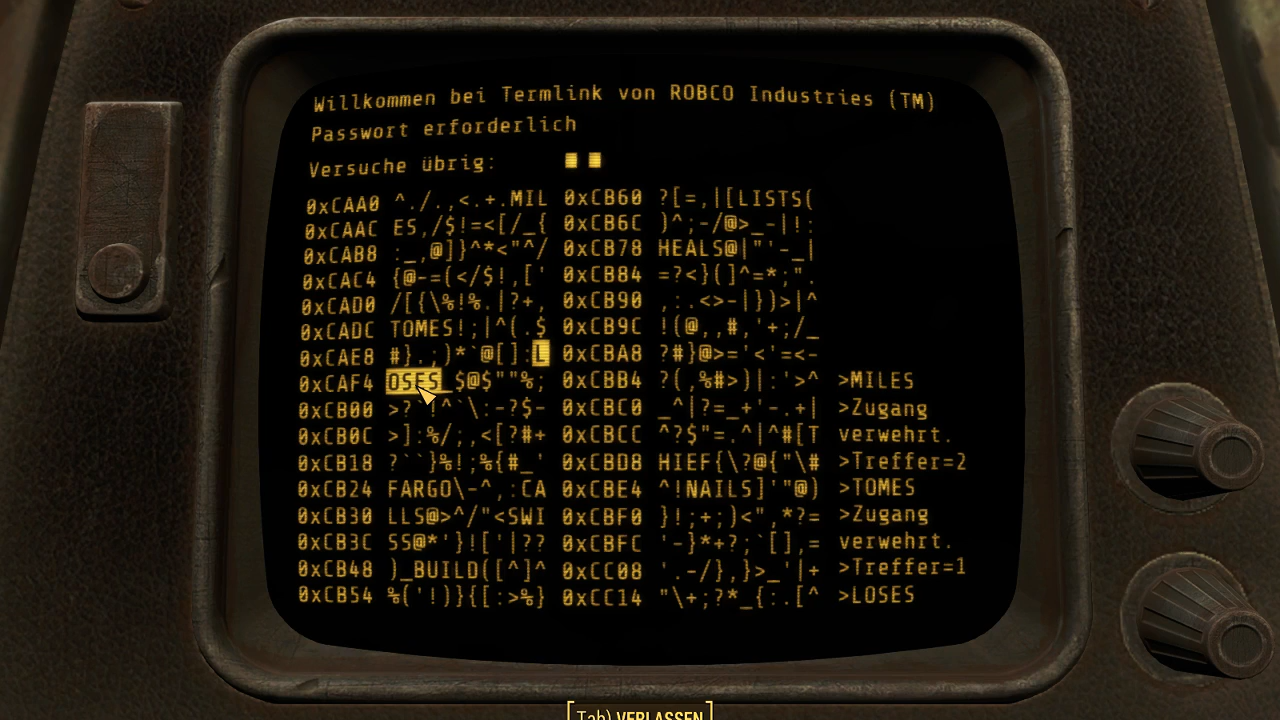 Willkommen bei Termlink von ROBCO Industries (TM)
Passwort erforderlich
Versuche übrig: ■ ■
0xCAA0 ^./.,<.+.MIL 0xCB60 ?[=,|[LISTS(
0xCAAC ES,/$!=<[/_{ 0xCB6C )^;-/@>_-|!:
0xCAB8 :_,@]}^*<"^/ 0xCB78 HEALS@|"'-_|
0xCAC4 {@-=(</$!,[' 0xCB84 =?<}(]^=*;".
0xCAD0 /[{\%!%.|?+, 0xCB90 ,:.<>-|})>|^
0xCADC TOMES!;|^(.$ 0xCB9C !(@,,#,'+;/_
0xCAE8 #}.;)*`@[]:L 0xCBA8 ?#}@>='<'=<-
0xCAF4 OSES_$@$""%; 0xCBB4 ?(,%#>)|:'>^ >MILES
0xCB00 >?`!^`\:-?$- 0xCBC0 _^|?=_+'-.+| >Zugang
0xCB0C >]:%/;,<[?#+ 0xCBCC ^?$"=.^|^#[T verwehrt.
0xCB18 ?``}%!;%{#_' 0xCBD8 HIEF{\?@{"\# >Treffer=2
0xCB24 FARGO\-^,:CA 0xCBE4 ^!NAILS]'"@) >TOMES
0xCB30 LLS@>^/"<SWI 0xCBF0 }!;+;)<",*?= >Zugang
0xCB3C SS@*'}!['|?? 0xCBFC '-}*+?;`[],= verwehrt.
0xCB48 )_BUILD([^]^ 0xCC08 '.-/},}>_'|+ >Treffer=1
0xCB54 %('!)}{[:>%} 0xCC14 "\+;?*_{:.[^ >LOSES
Tab) VERLASSEN